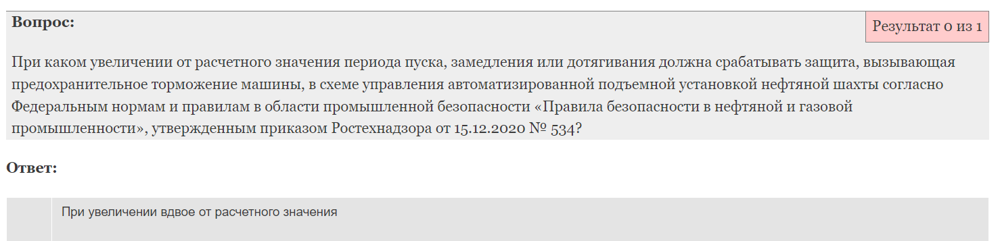 Вопрос:
Результат 0 из 1
При каком увеличении от расчетного значения периода пуска, замедления или дотягивания должна срабатывать защита, вызывающая
предохранительное торможение машины, в схеме управления автоматизированной подъемной установкой нефтяной шахты согласно
Федеральным нормам и правилам в области промышленной безопасности «Правила безопасности в нефтяной и газовой
промышленности», утвержденным приказом Ростехнадзора от 15.12.2020 № 534?
Ответ:
При увеличении вдвое от расчетного значения